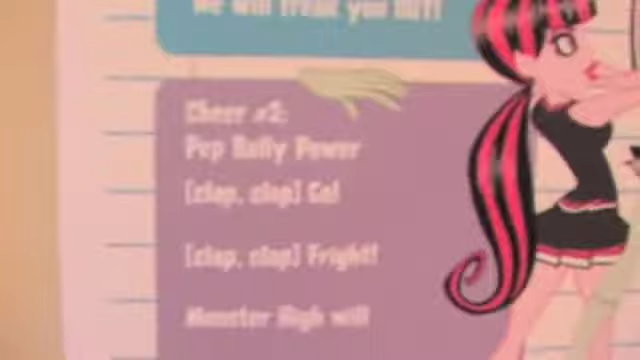 We will freak you OUT!
Cheer #2:
Pep Rally Power
[clap, clap] Go!
[clap, clap] Fright!
Monster High will